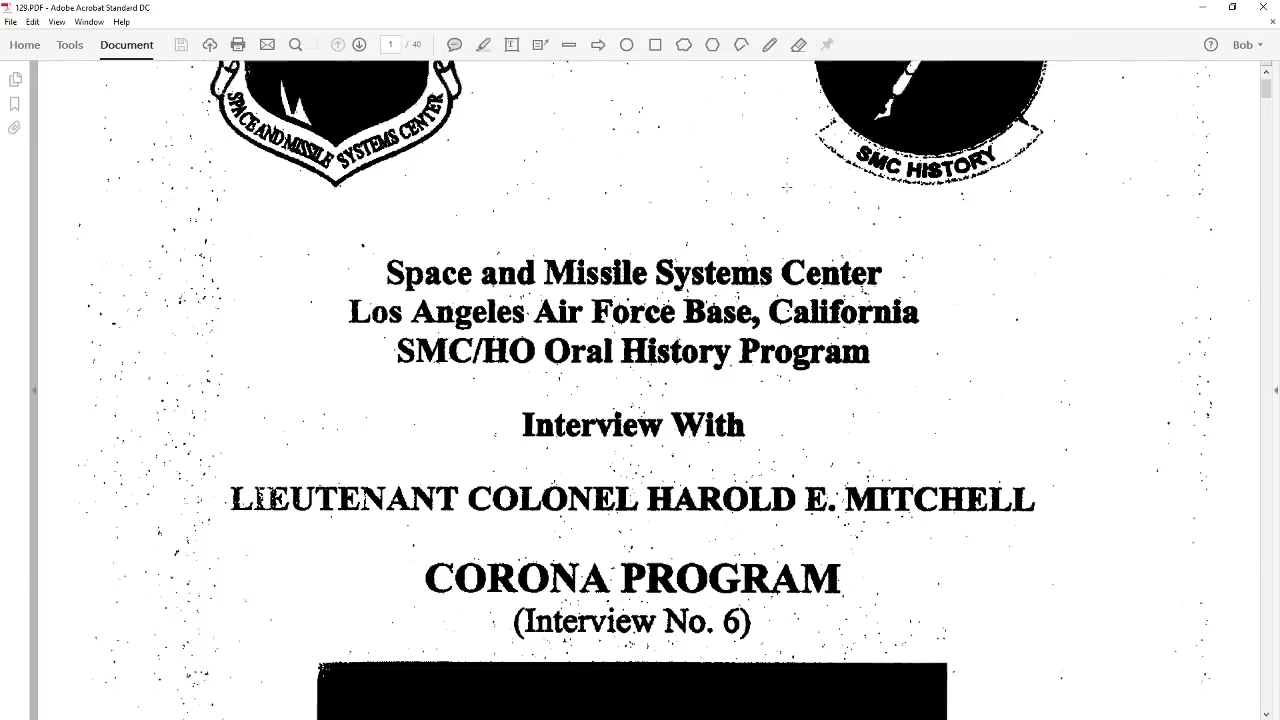 129.PDF - Adobe Acrobat Standard DC
File Edit View Window Help
Home Tools Document 1 / 40 Bob
SPACE AND MISSILE SYSTEMS CENTER
SMC HISTORY
Space and Missile Systems Center
Los Angeles Air Force Base, California
SMC/HO Oral History Program
Interview With
LIEUTENANT COLONEL HAROLD E. MITCHELL
CORONA PROGRAM
(Interview No. 6)